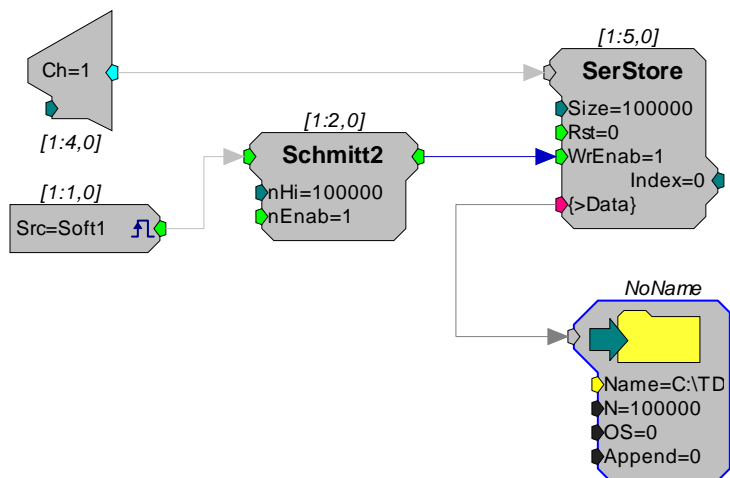 Ch=1
[1:4,0]
[1:1,0]
Src=Soft1
[1:2,0]
Schmitt2
nHi=100000
nEnab=1
[1:5,0]
SerStore
Size=100000
Rst=0
WrEnab=1
Index=0
{>Data}
NoName
Name=C:\TD
N=100000
OS=0
Append=0